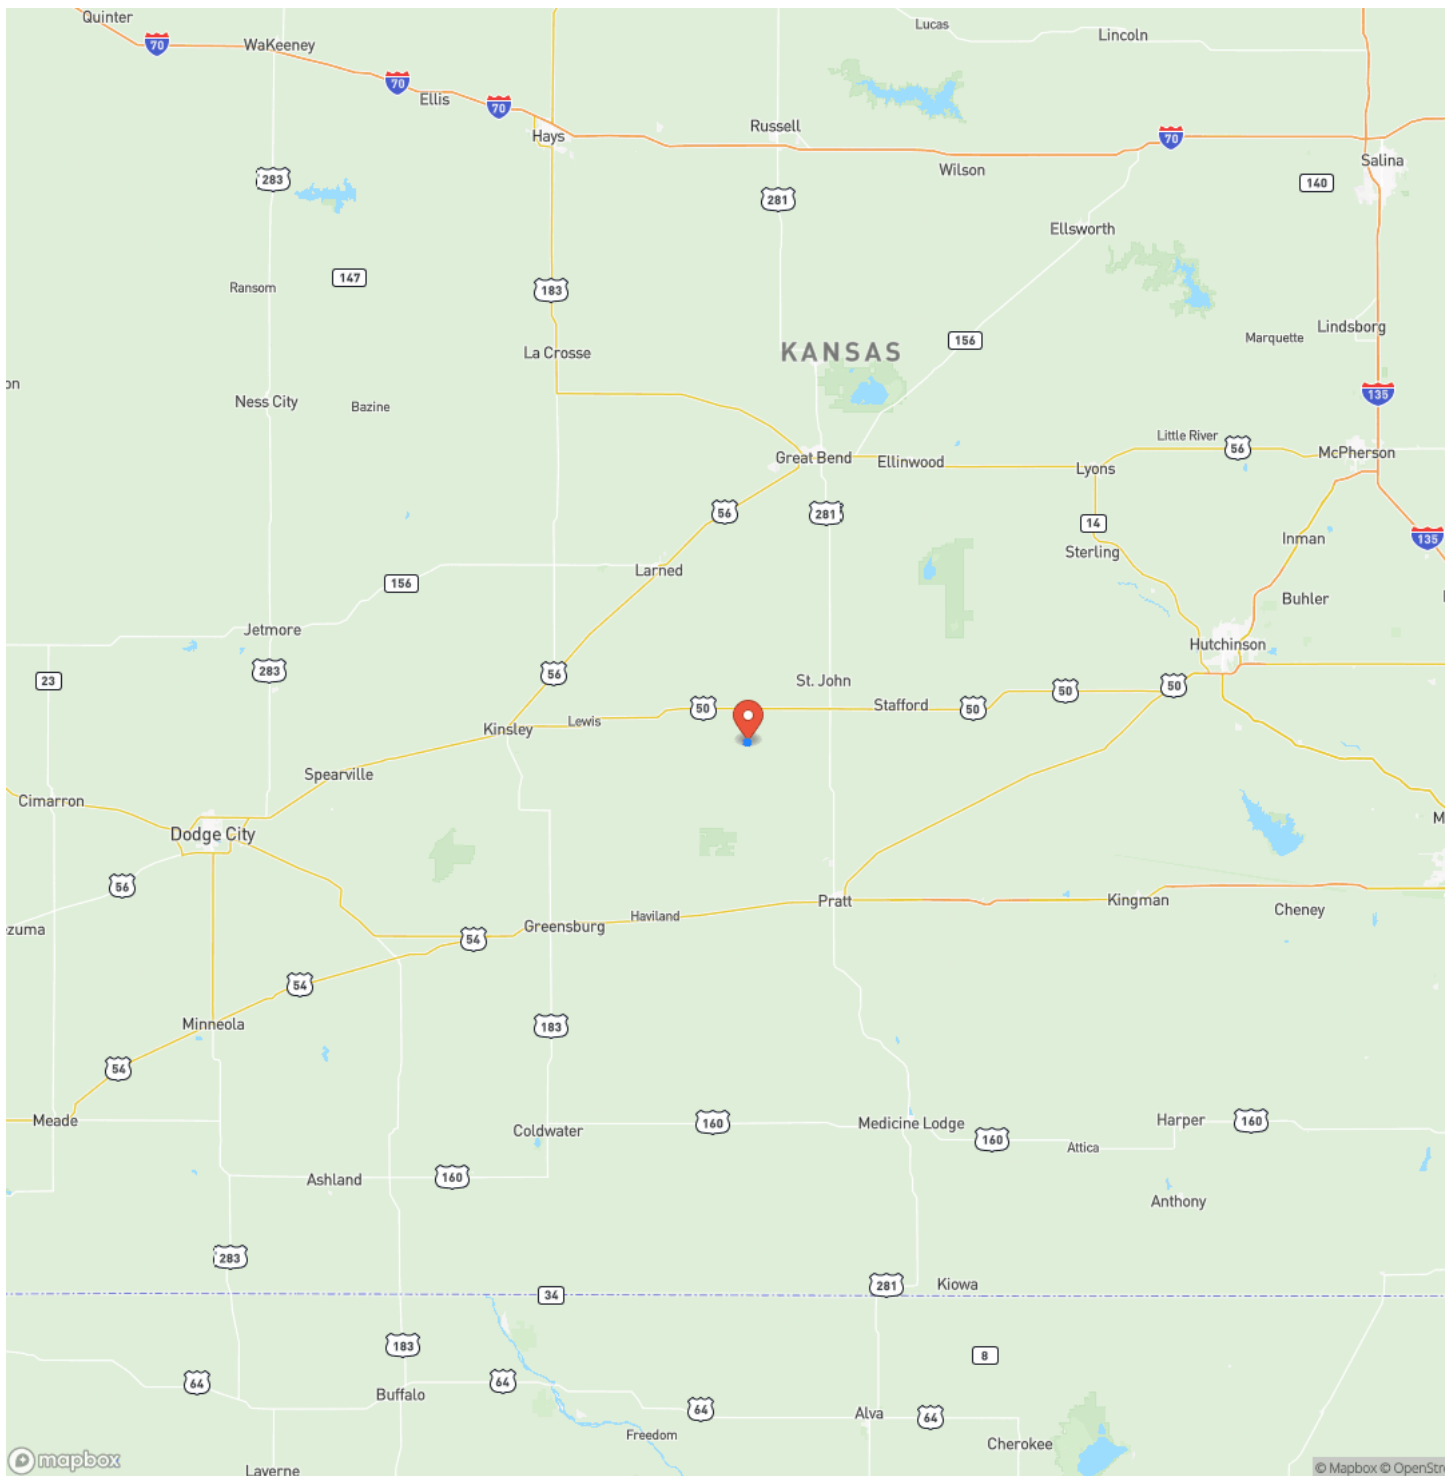 Quinter
WaKeeney
Lucas
Lincoln
70
70
Ellis
70
Hays
Russell
70
Wilson
Salina
283
140
281
Ellsworth
147
Ransom
183
Lindsborg
Marquette
156
La Crosse
KANSAS
on
135
Ness City
Bazine
Little River
56
McPherson
Great Bend
Ellinwood
Lyons
56
281
14
Inman
135
Sterling
Larned
156
Buhler
Jetmore
Hutchinson
283
56
23
St. John
50
50
50
Stafford
50
Kinsley
Lewis
Spearville
Cimarron
Dodge City
M
56
Pratt
Kingman
Cheney
Haviland
Greensburg
zuma
54
54
Minneola
183
54
Meade
160
Medicine Lodge
Harper
160
Coldwater
160
Attica
Ashland
160
Anthony
283
281
Kiowa
34
183
8
64
64
Buffalo
64
Alva
64
Freedom
Cherokee
mapbox
Laverne
© Mapbox © OpenStre